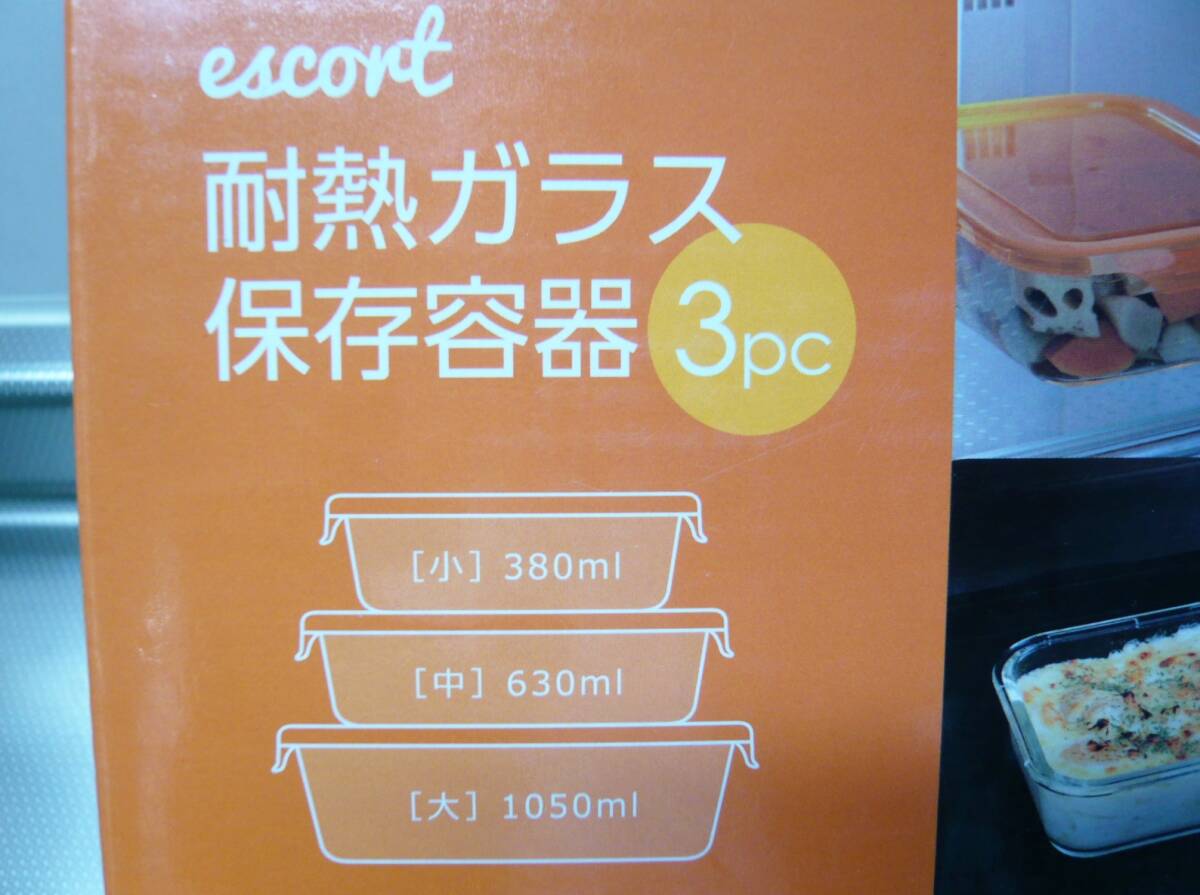 escort
耐熱ガラス
保存容器 3pc
［小］380ml
［中］630ml
［大］1050ml